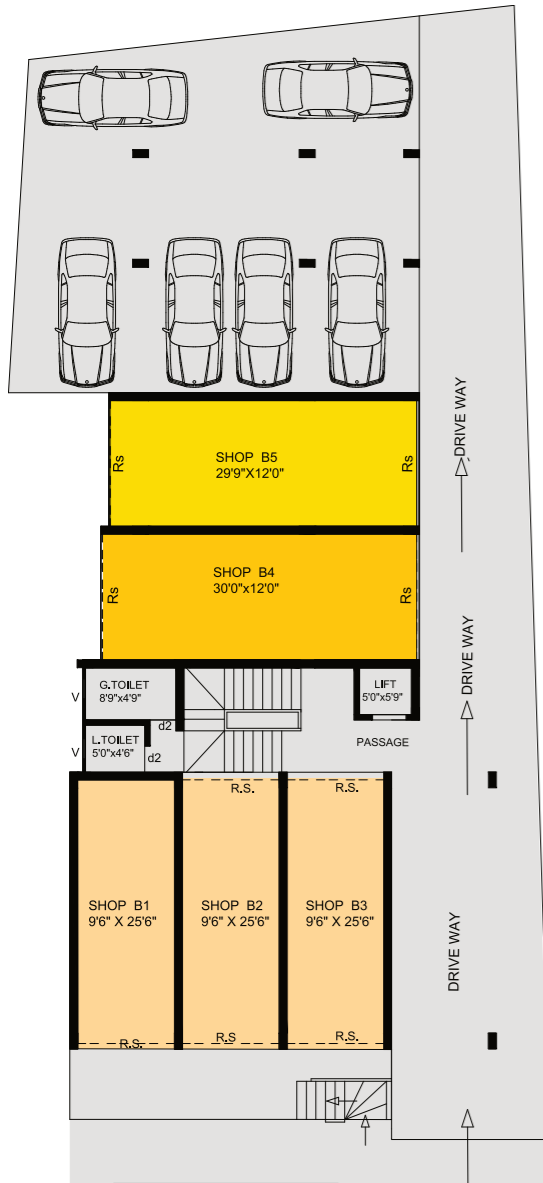 DRIVE WAY
SHOP B5
29'9"X12'0"
Rs
Rs
SHOP B4
30'0"x12'0"
Rs
Rs
DRIVE WAY
G.TOILET
8'9"x4'9"
V
LIFT
5'0"x5'9"
L.TOILET
5'0"x4'6"
V
d2
d2
PASSAGE
R.S.
R.S.
SHOP B1
9'6" X 25'6"
SHOP B2
9'6" X 25'6"
SHOP B3
9'6" X 25'6"
DRIVE WAY
R.S.
R.S
R.S.